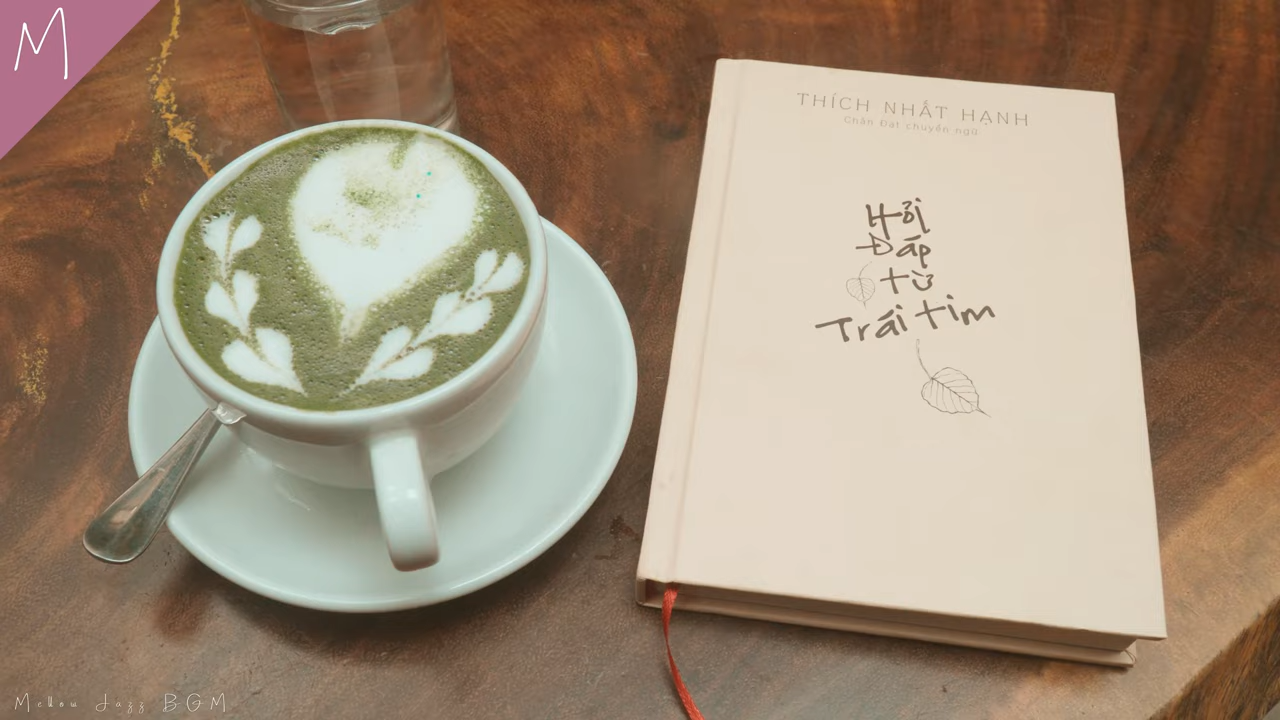 M
THÍCH NHẤT HẠNH
Chân Đạt chuyển ngữ
Hỏi
Đáp
từ
Trái tim
Mellow Jazz BGM